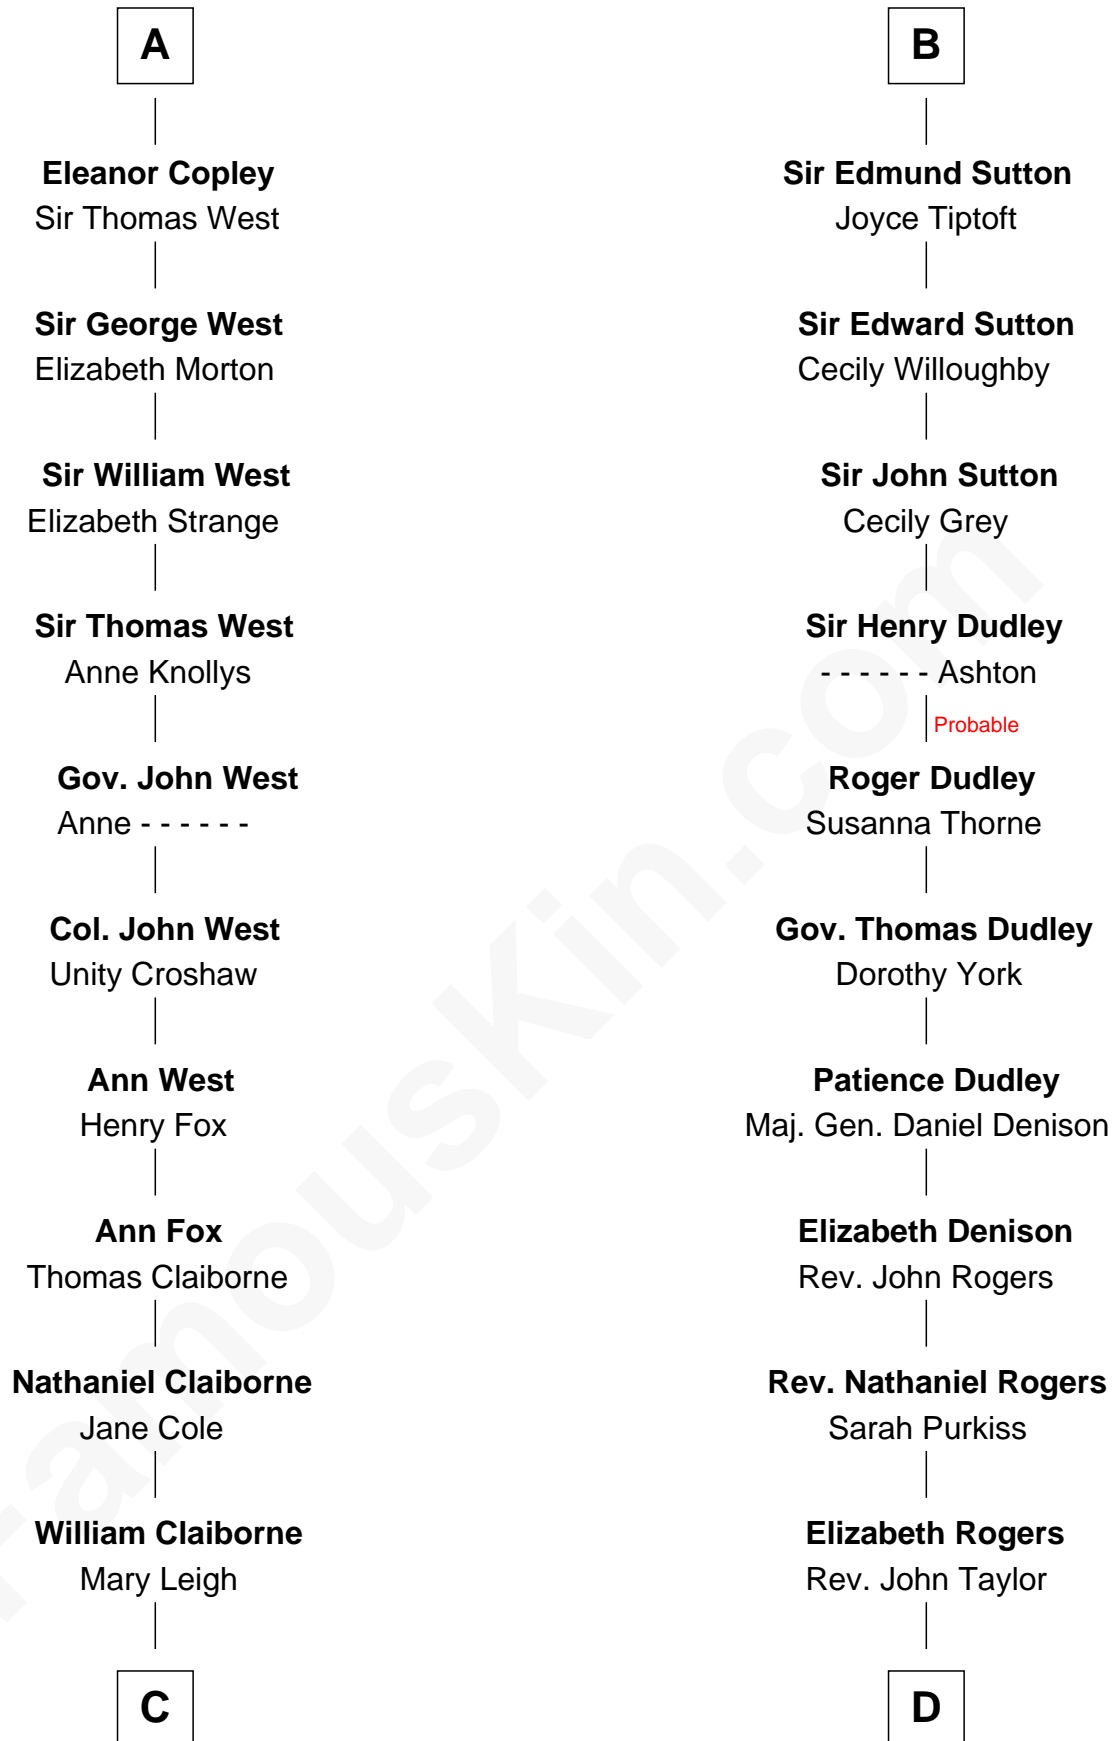 A
Eleanor Copley
Sir Thomas West
Sir George West
Elizabeth Morton
Sir William West
Elizabeth Strange
Sir Thomas West
Anne Knollys
Gov. John West
Anne - - - - - -
Col. John West
Unity Croshaw
Ann West
Henry Fox
Ann Fox
Thomas Claiborne
Nathaniel Claiborne
Jane Cole
William Claiborne
Mary Leigh
C
B
Sir Edmund Sutton
Joyce Tiptoft
Sir Edward Sutton
Cecily Willoughby
Sir John Sutton
Cecily Grey
Sir Henry Dudley
- - - - - - Ashton
Probable
Roger Dudley
Susanna Thorne
Gov. Thomas Dudley
Dorothy York
Patience Dudley
Maj. Gen. Daniel Denison
Elizabeth Denison
Rev. John Rogers
Rev. Nathaniel Rogers
Sarah Purkiss
Elizabeth Rogers
Rev. John Taylor
D
FamousKin.com